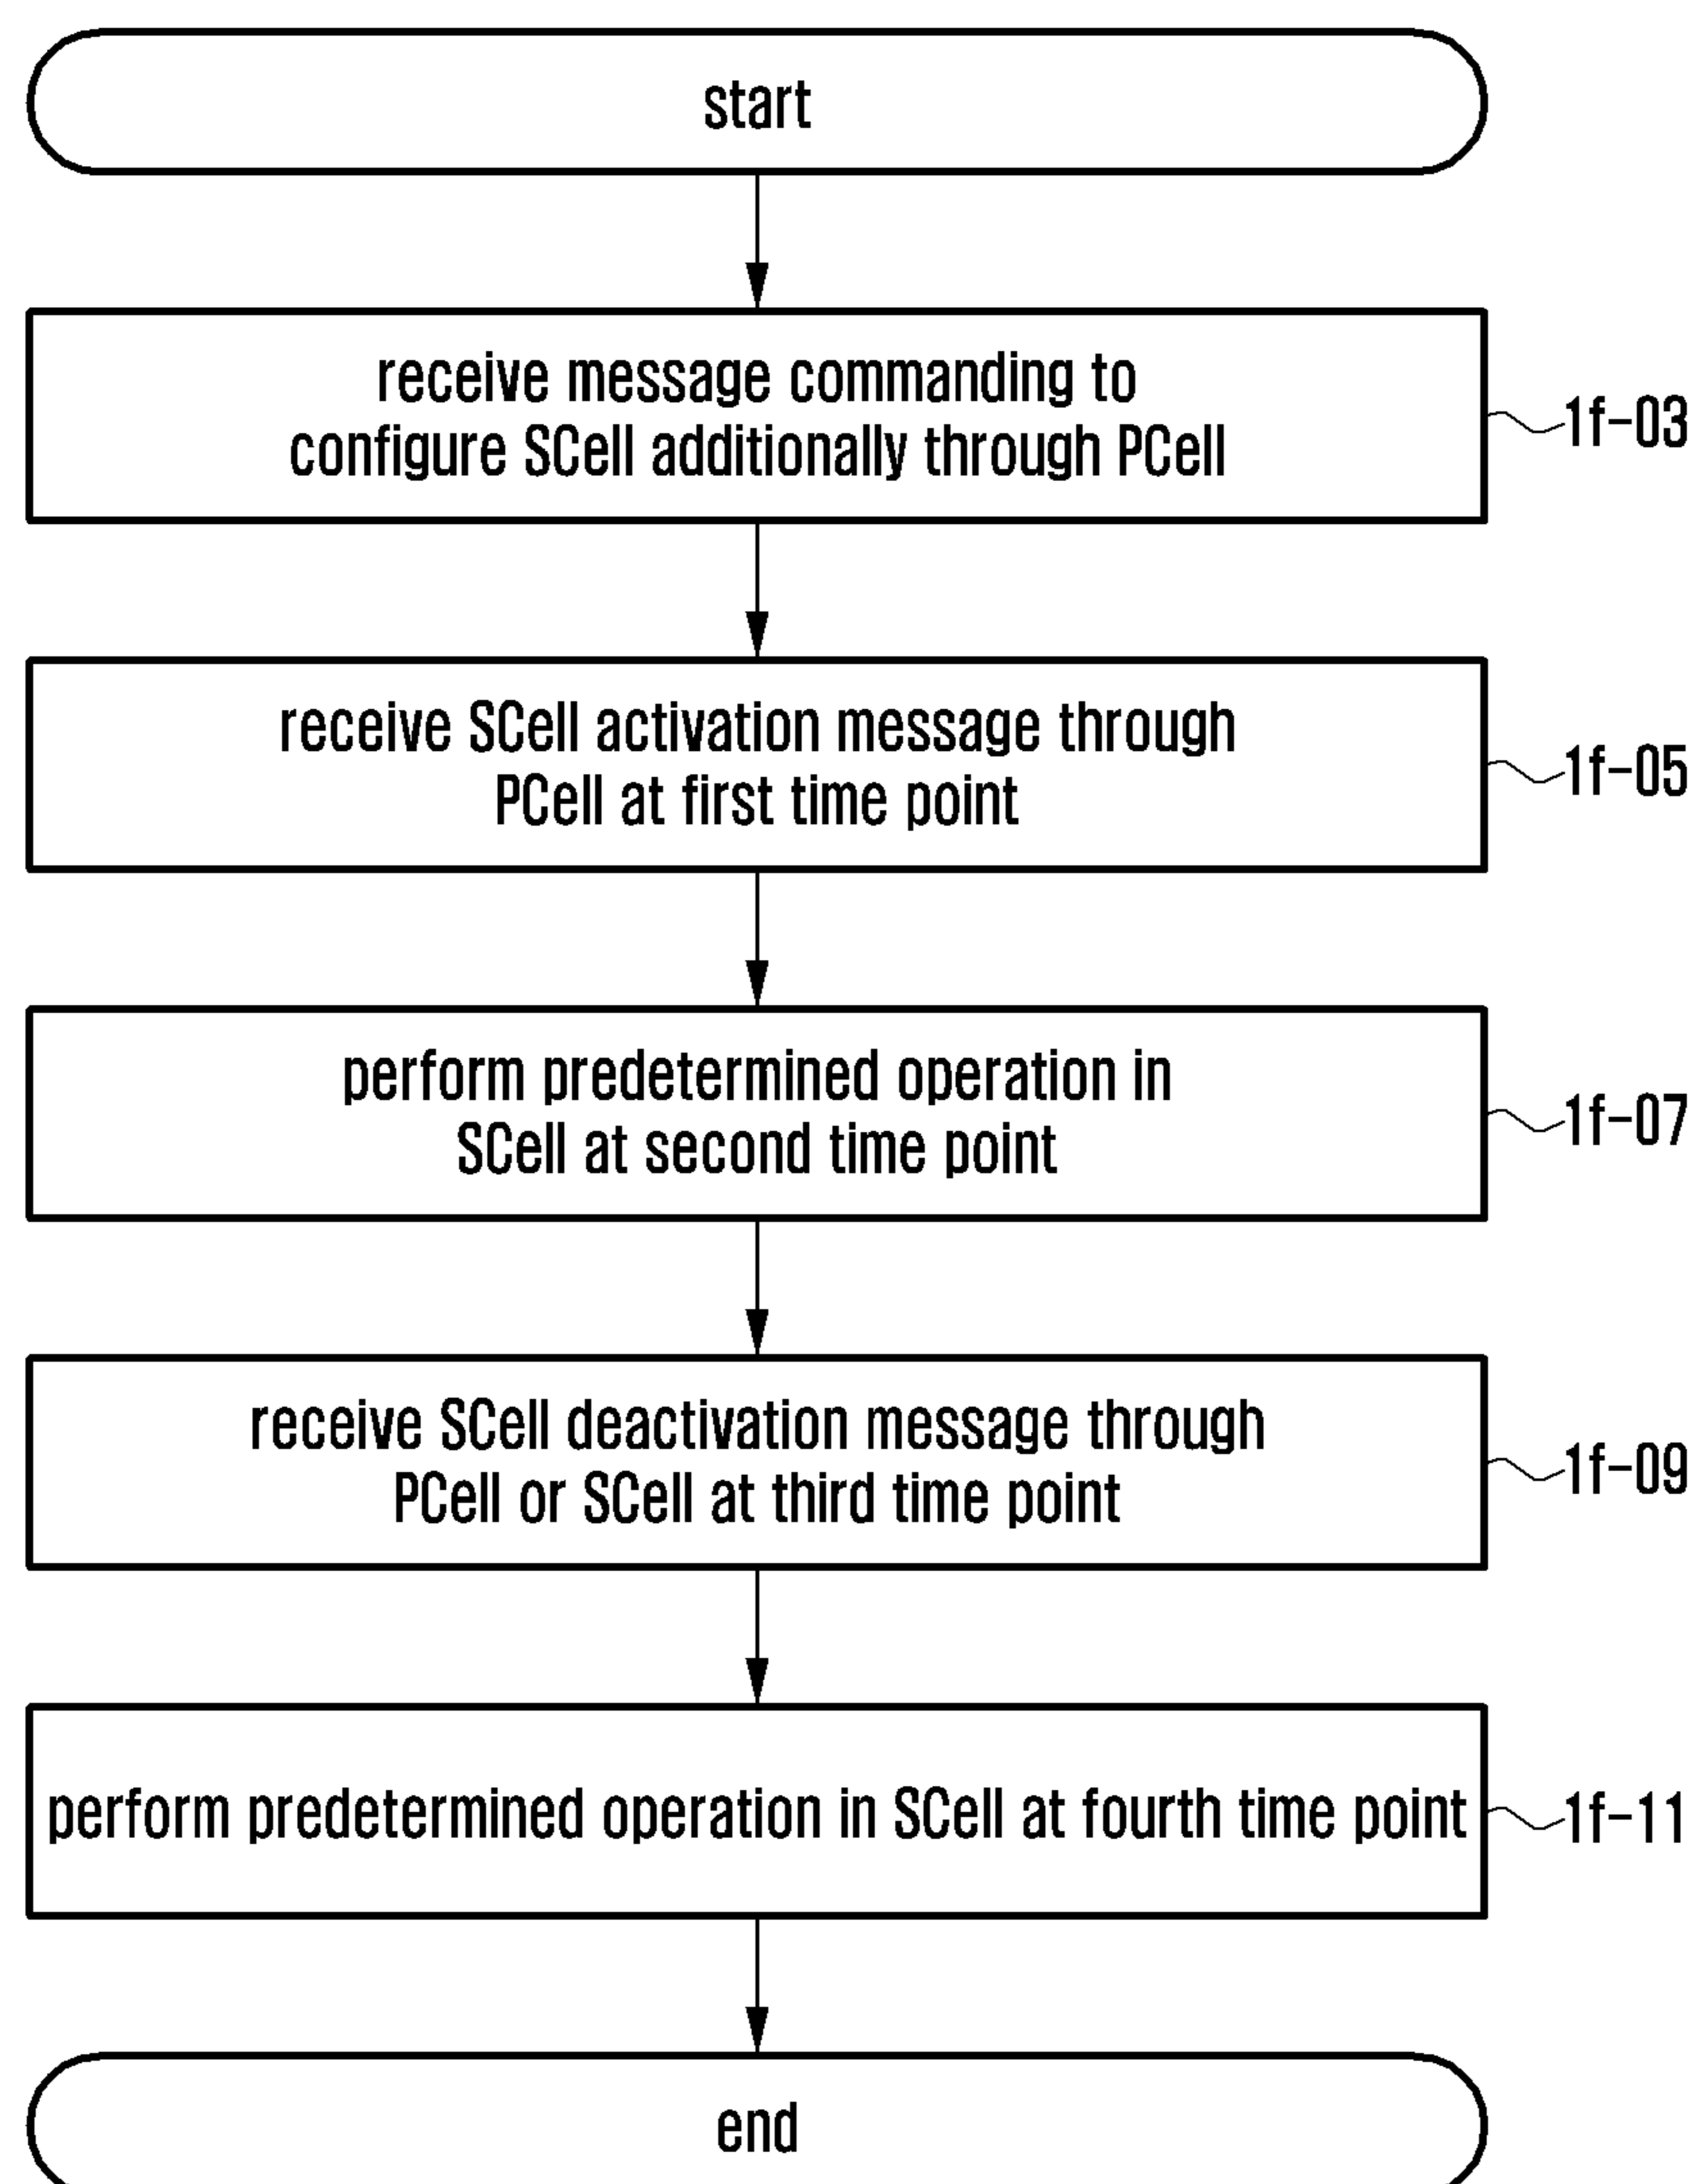 start
receive message commanding to
configure SCell additionally through PCell
1f-03
receive SCell activation message through
PCell at first time point
1f-05
perform predetermined operation in
SCell at second time point
1f-07
receive SCell deactivation message through
PCell or SCell at third time point
1f-09
perform predetermined operation in SCell at fourth time point
1f-11
end